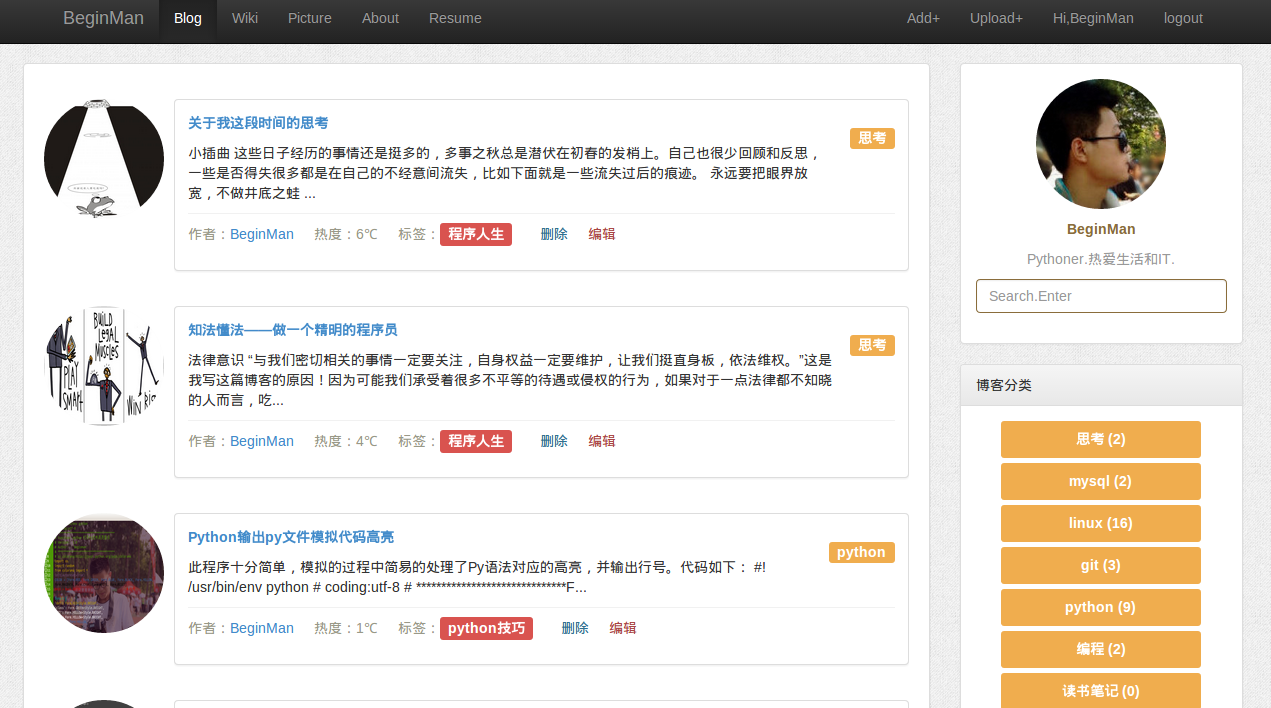 BeginMan Blog Wiki Picture About Resume Add+ Upload+ Hi,BeginMan logout
关于我这段时间的思考
思考
小插曲 这些日子经历的事情还是挺多的，多事之秋总是潜伏在初春的发梢上。自己也很少回顾和反思，
一些是否得失很多都是在自己的不经意间流失，比如下面就是一些流失过后的痕迹。 永远要把眼界放
宽，不做井底之蛙 ...
作者：BeginMan 热度：6℃ 标签：程序人生 删除 编辑
BUILD
LEGAL
MUSCLES
PLAY
SMART
WIN BIG
知法懂法——做一个精明的程序员
思考
法律意识 “与我们密切相关的事情一定要关注，自身权益一定要维护，让我们挺直身板，依法维权。”这是
我写这篇博客的原因！因为可能我们承受着很多不平等的待遇或侵权的行为，如果对于一点法律都不知晓
的人而言，吃...
作者：BeginMan 热度：4℃ 标签：程序人生 删除 编辑
Python输出py文件模拟代码高亮
python
此程序十分简单，模拟的过程中简易的处理了Py语法对应的高亮，并输出行号。代码如下： #!
/usr/bin/env python # coding:utf-8 # ******************************F...
作者：BeginMan 热度：1℃ 标签：python技巧 删除 编辑
BeginMan
Pythoner.热爱生活和IT.
Search.Enter
博客分类
思考 (2)
mysql (2)
linux (16)
git (3)
python (9)
编程 (2)
读书笔记 (0)